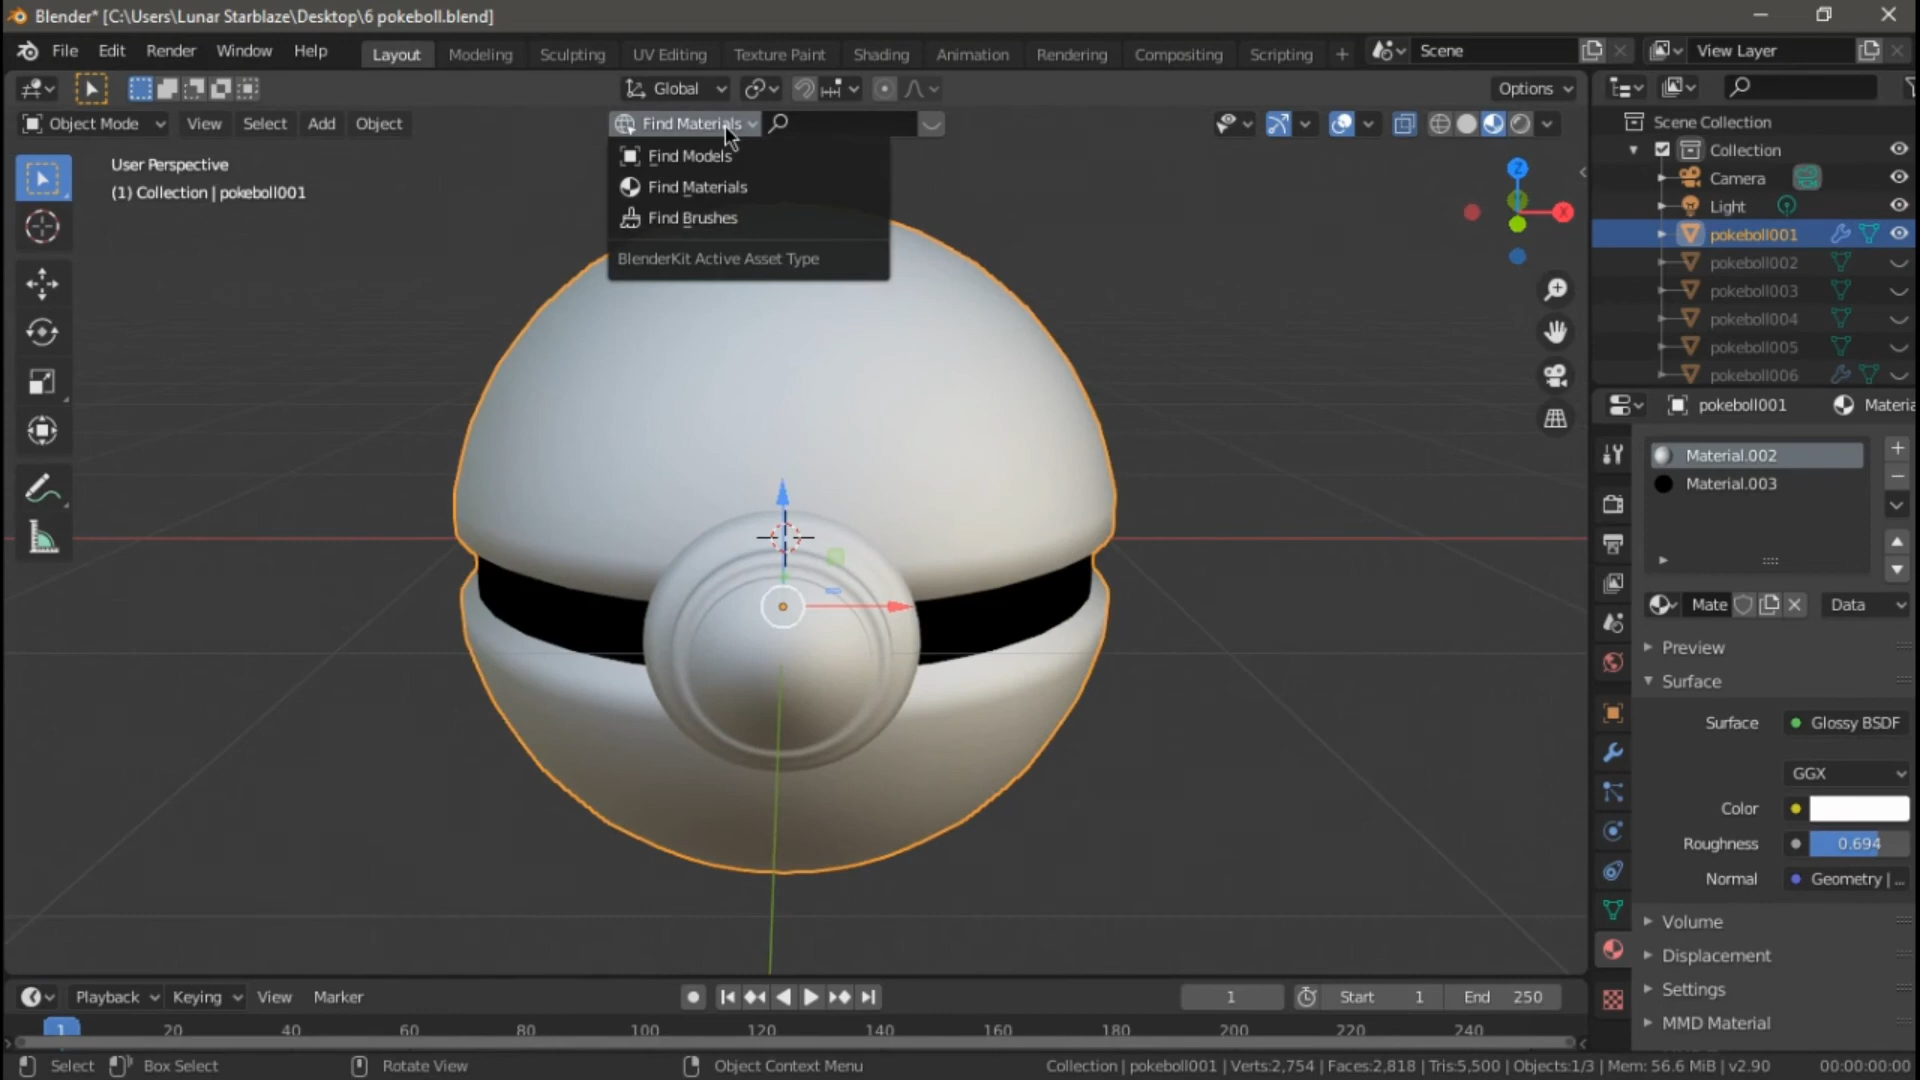 Blender* [C:\Users\Lunar Starblaze\Desktop\6 pokeboll.blend]
File Edit Render Window Help Layout Modeling Sculpting UV Editing Texture Paint Shading Animation Rendering Compositing Scripting + Scene View Layer
Global Options
Object Mode View Select Add Object Find Materials
Find Models
Find Materials
Find Brushes
BlenderKit Active Asset Type
User Perspective
(1) Collection | pokeboll001
Z
X
Scene Collection
Collection
Camera
Light
pokeboll001
pokeboll002
pokeboll003
pokeboll004
pokeboll005
pokeboll006
pokeboll001 Materia
Material.002
Material.003
Mate Data
Preview
Surface
Surface Glossy BSDF
GGX
Color
Roughness 0.694
Normal Geometry | ...
Volume
Displacement
Settings
MMD Material
Playback Keying View Marker 1 Start 1 End 250
1 20 40 60 80 100 120 140 160 180 200 220 240
Select Box Select Rotate View Object Context Menu Collection | pokeboll001 | Verts:2,754 | Faces:2,818 | Tris:5,500 | Objects:1/3 | Mem: 56.6 MiB | v2.90 00:00:00:00